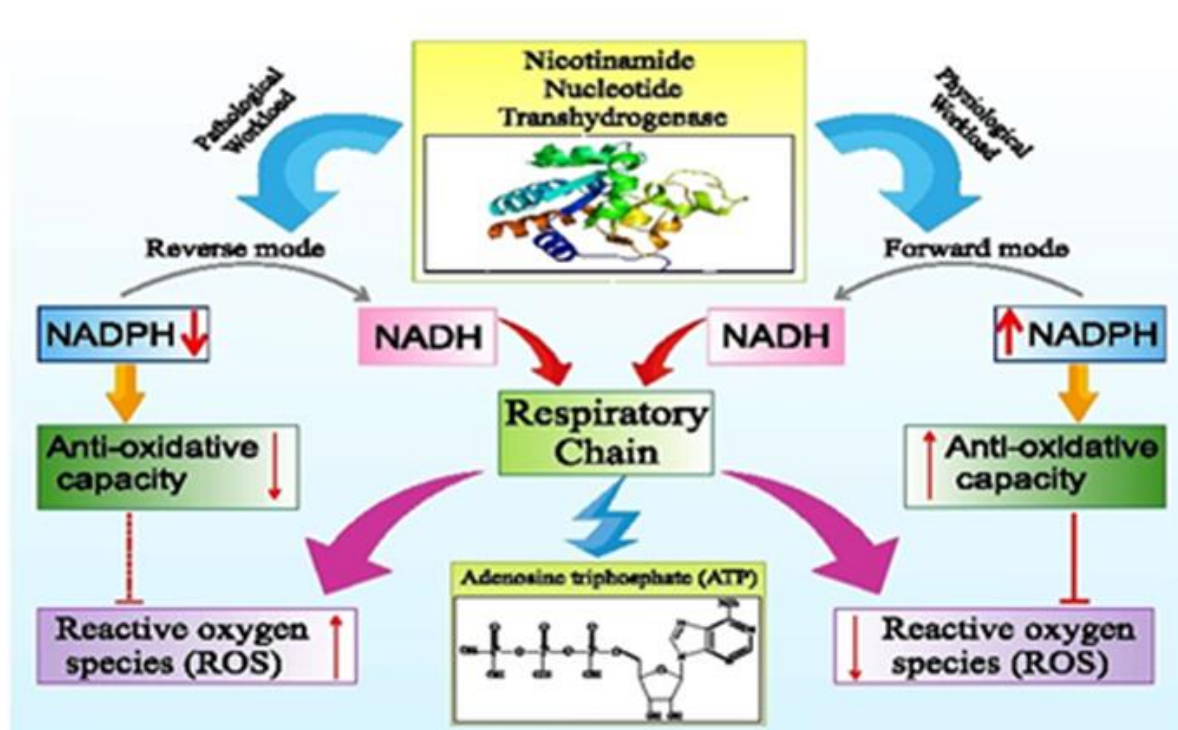 Nicotinamide
Nucleotide
Transhydrogenase
Pathological
Workload
Physiological
Workload
Reverse mode
Forward mode
NADPH
NADH
NADH
NADPH
Respiratory
Chain
Anti-oxidative
capacity
Anti-oxidative
capacity
Adenosine triphosphate (ATP)
Reactive oxygen
species (ROS)
Reactive oxygen
species (ROS)